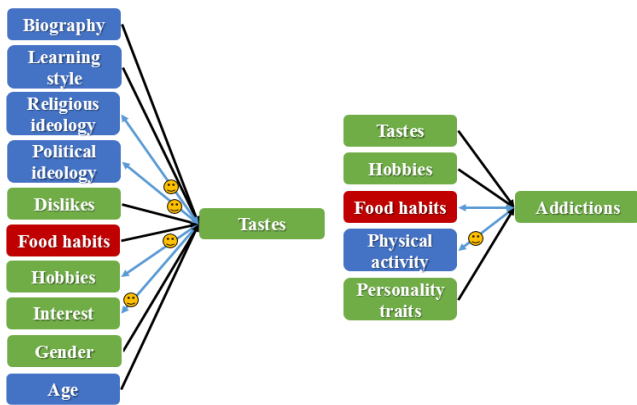 Biography
Learning
style
Religious
ideology
Political
ideology
Dislikes
Food habits
Hobbies
Interest
Gender
Age
Tastes
Tastes
Hobbies
Food habits
Physical
activity
Personality
traits
Addictions